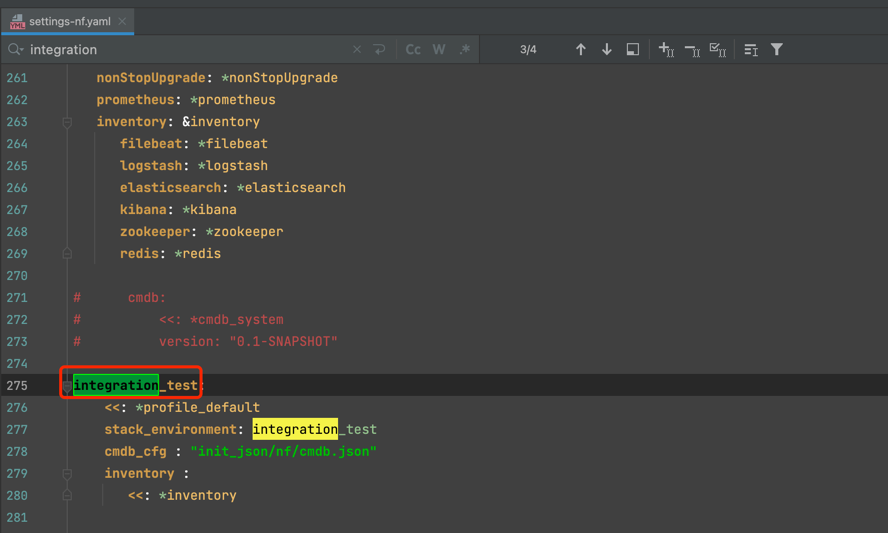 settings-nf.yaml
integration Cc W .* 3/4
261 nonStopUpgrade: *nonStopUpgrade
262 prometheus: *prometheus
263 inventory: &inventory
264 filebeat: *filebeat
265 logstash: *logstash
266 elasticsearch: *elasticsearch
267 kibana: *kibana
268 zookeeper: *zookeeper
269 redis: *redis
270
271 # cmdb:
272 # <<: *cmdb_system
273 # version: "0.1-SNAPSHOT"
274
275 integration_test:
276 <<: *profile_default
277 stack_environment: integration_test
278 cmdb_cfg : "init_json/nf/cmdb.json"
279 inventory :
280 <<: *inventory
281